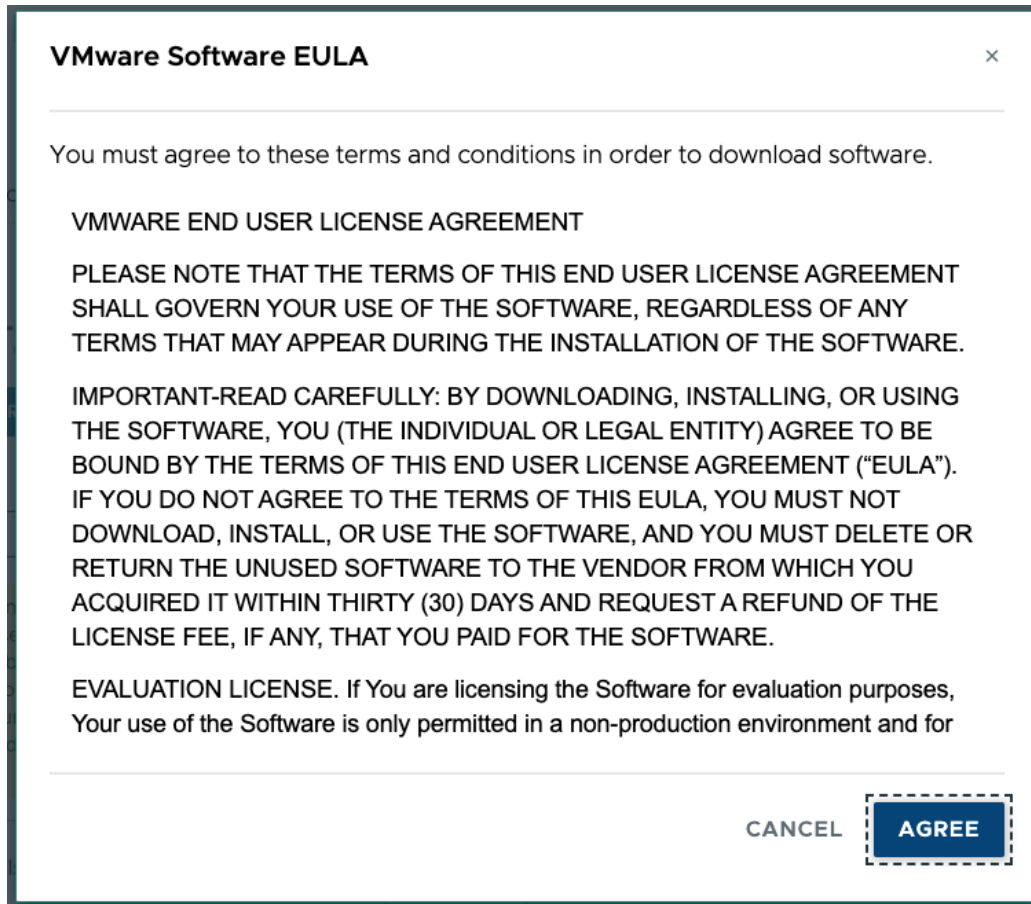 VMware Software EULA ×
You must agree to these terms and conditions in order to download software.
VMWARE END USER LICENSE AGREEMENT
PLEASE NOTE THAT THE TERMS OF THIS END USER LICENSE AGREEMENT
SHALL GOVERN YOUR USE OF THE SOFTWARE, REGARDLESS OF ANY
TERMS THAT MAY APPEAR DURING THE INSTALLATION OF THE SOFTWARE.
IMPORTANT-READ CAREFULLY: BY DOWNLOADING, INSTALLING, OR USING
THE SOFTWARE, YOU (THE INDIVIDUAL OR LEGAL ENTITY) AGREE TO BE
BOUND BY THE TERMS OF THIS END USER LICENSE AGREEMENT (“EULA”).
IF YOU DO NOT AGREE TO THE TERMS OF THIS EULA, YOU MUST NOT
DOWNLOAD, INSTALL, OR USE THE SOFTWARE, AND YOU MUST DELETE OR
RETURN THE UNUSED SOFTWARE TO THE VENDOR FROM WHICH YOU
ACQUIRED IT WITHIN THIRTY (30) DAYS AND REQUEST A REFUND OF THE
LICENSE FEE, IF ANY, THAT YOU PAID FOR THE SOFTWARE.
EVALUATION LICENSE. If You are licensing the Software for evaluation purposes,
Your use of the Software is only permitted in a non-production environment and for
CANCEL AGREE